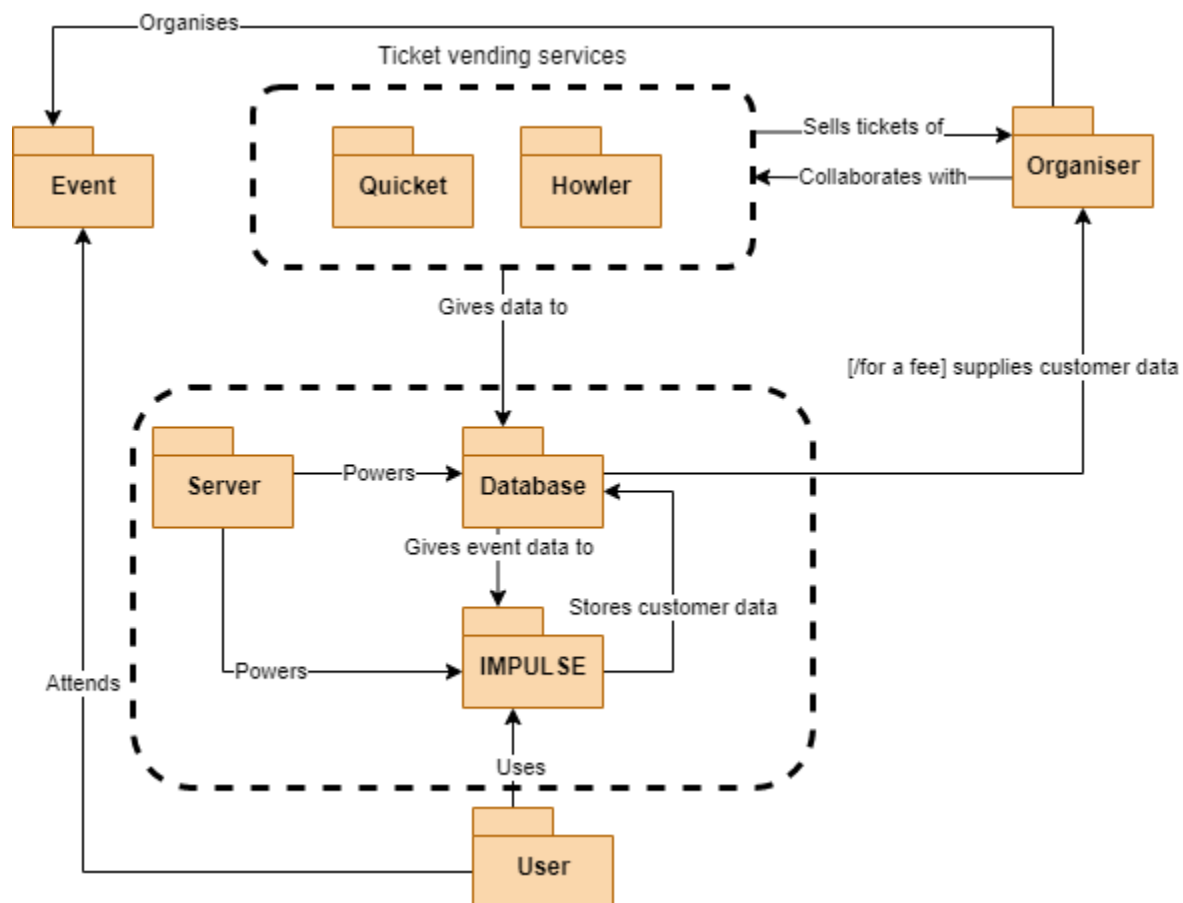 Organises
Ticket vending services
Event
Quicket
Howler
Sells tickets of
Collaborates with
Organiser
Gives data to
[/for a fee] supplies customer data
Server
Powers
Database
Gives event data to
Stores customer data
Powers
IMPULSE
Attends
Uses
User